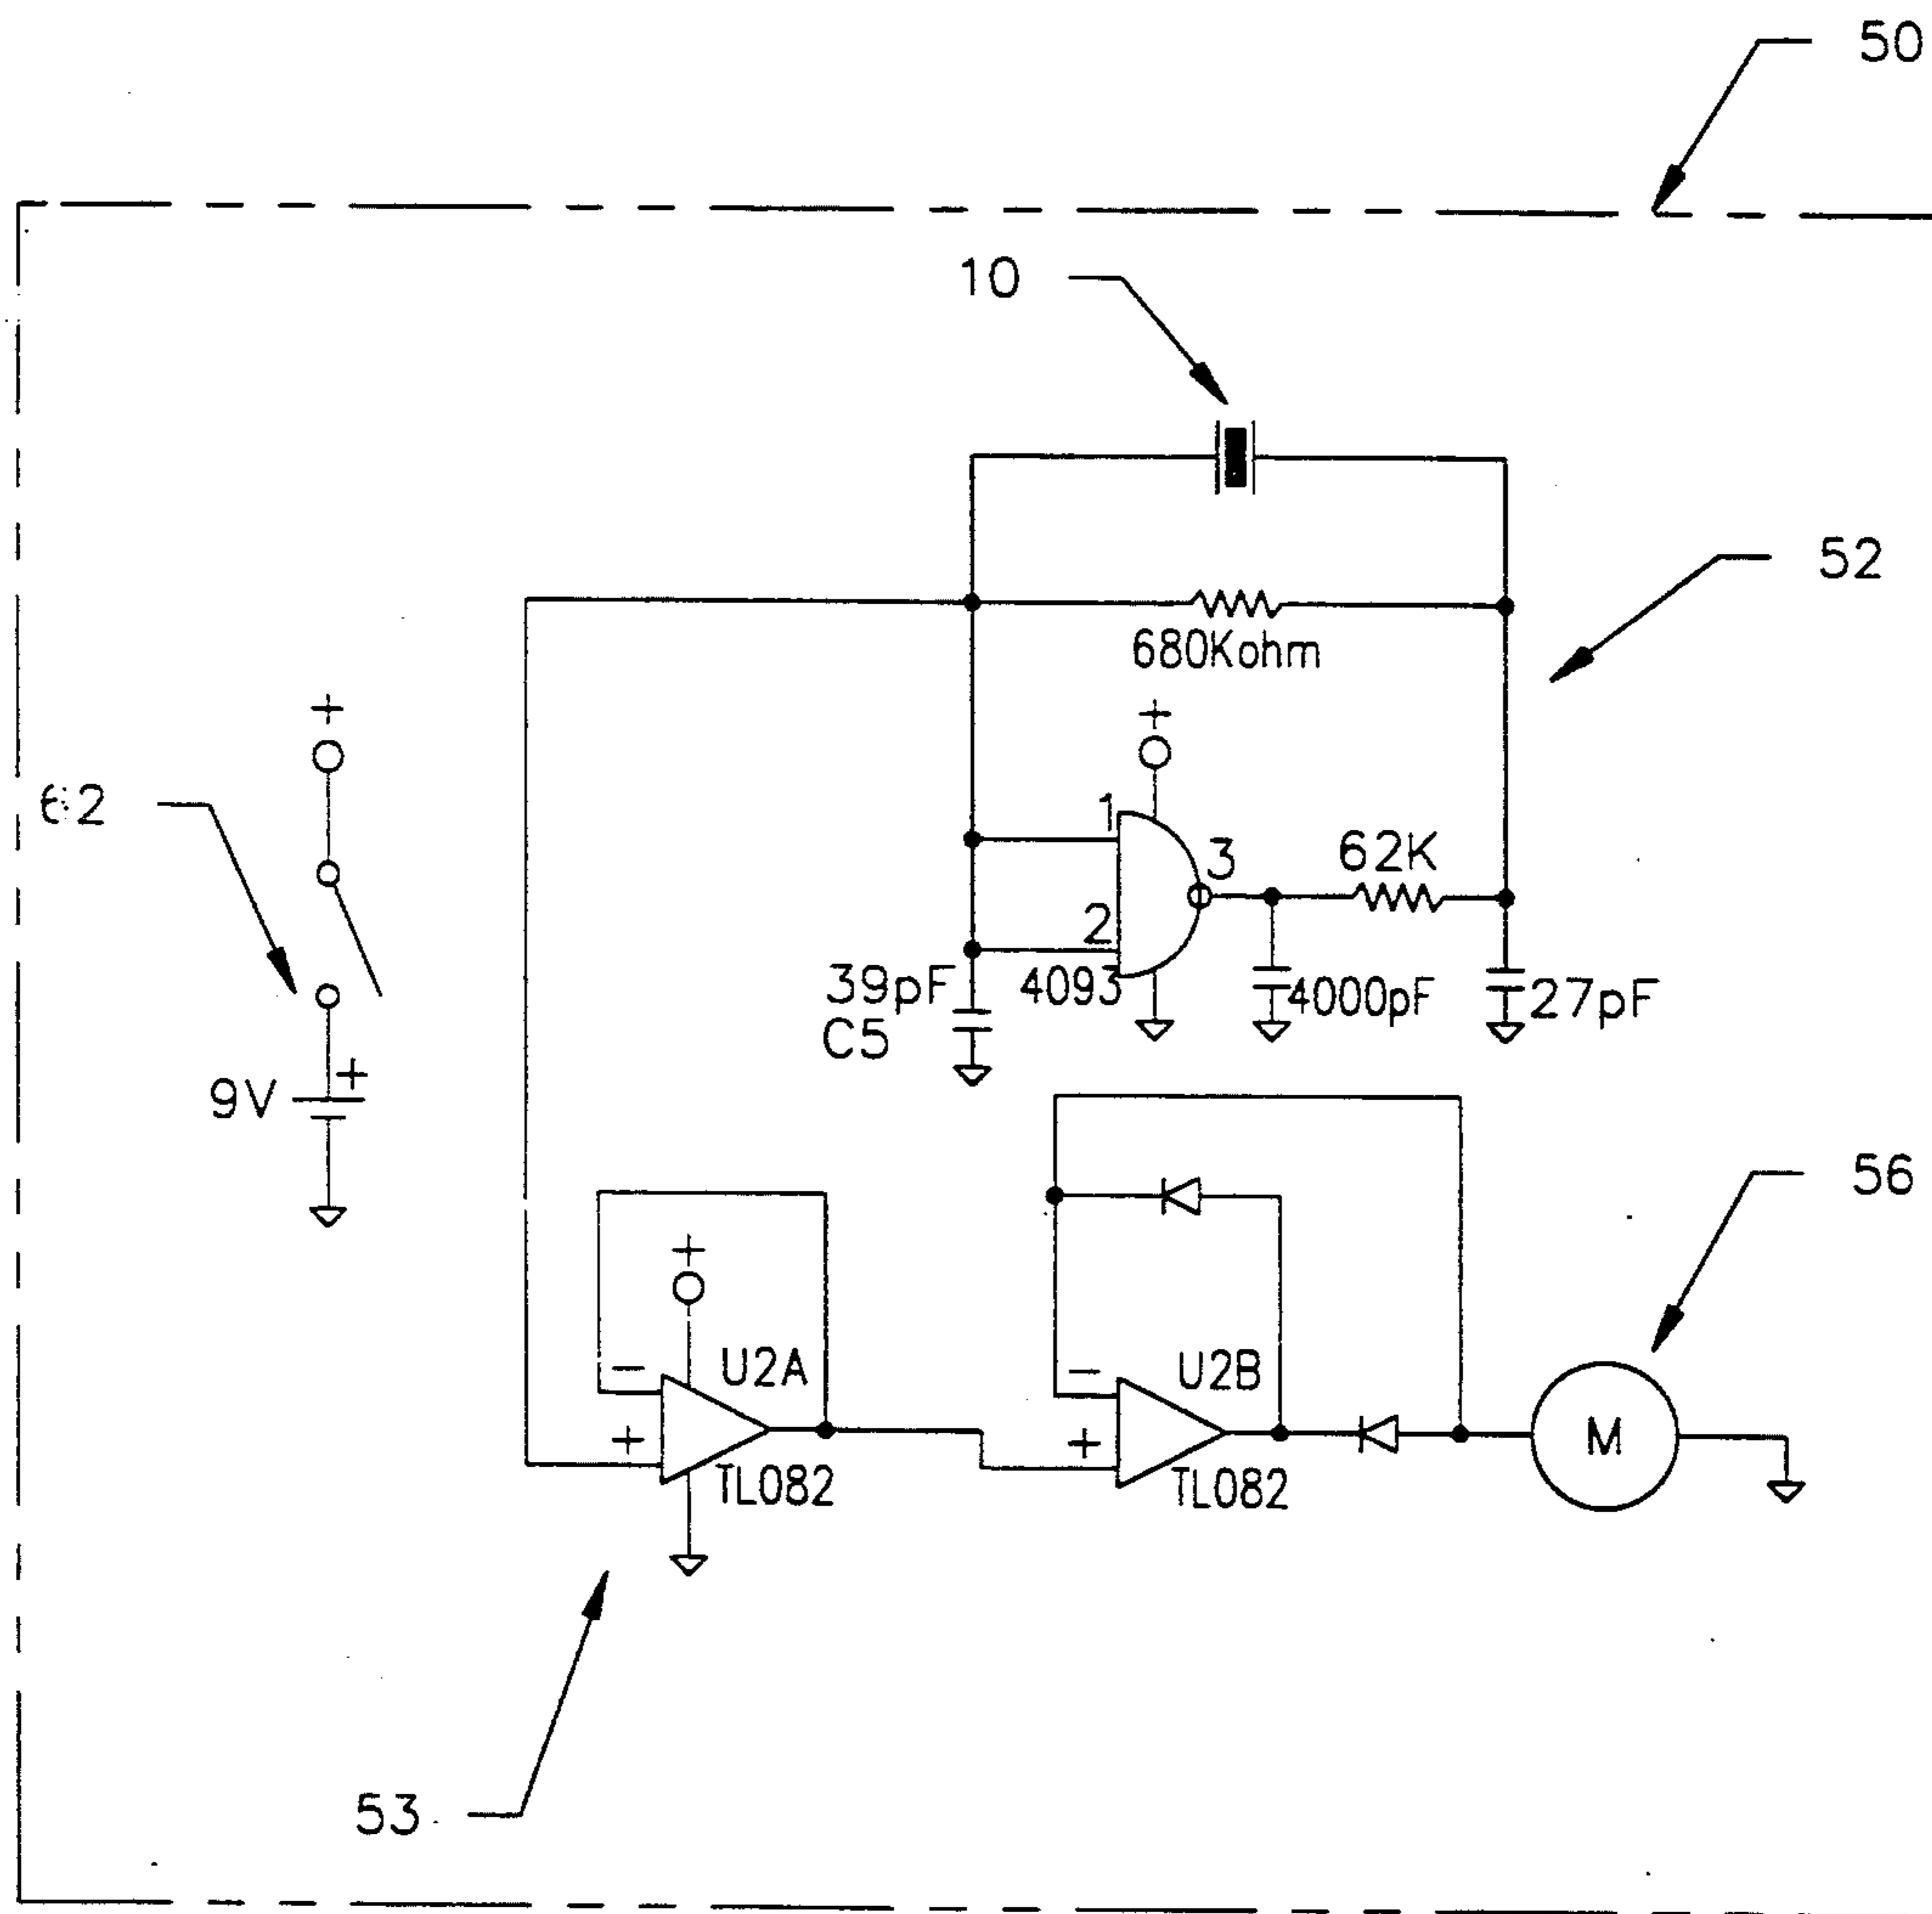 50
10
52
680Kohm
+
+
62
1
3
62K
2
39pF
C5
4093
4000pF
27pF
+
9V
56
+
−
U2A
−
U2B
+
+
M
TL082
TL082
53